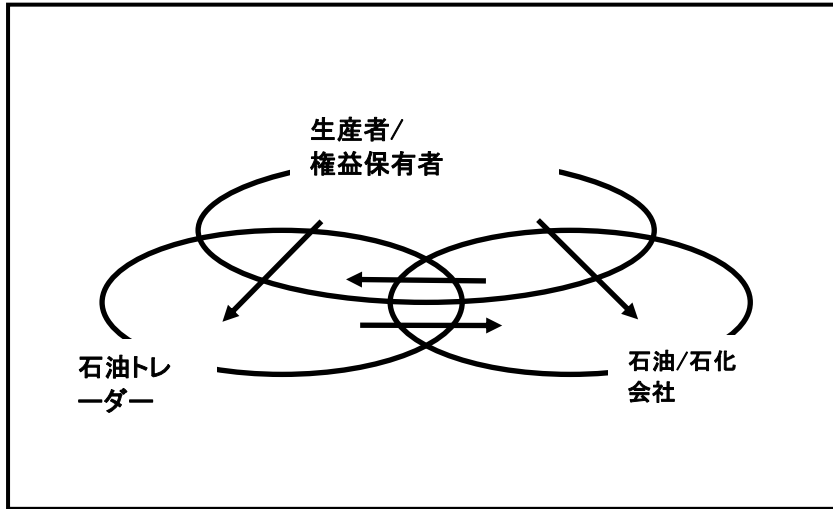 生産者/
権益保有者
石油トレ
ーダー
石油/石化
会社